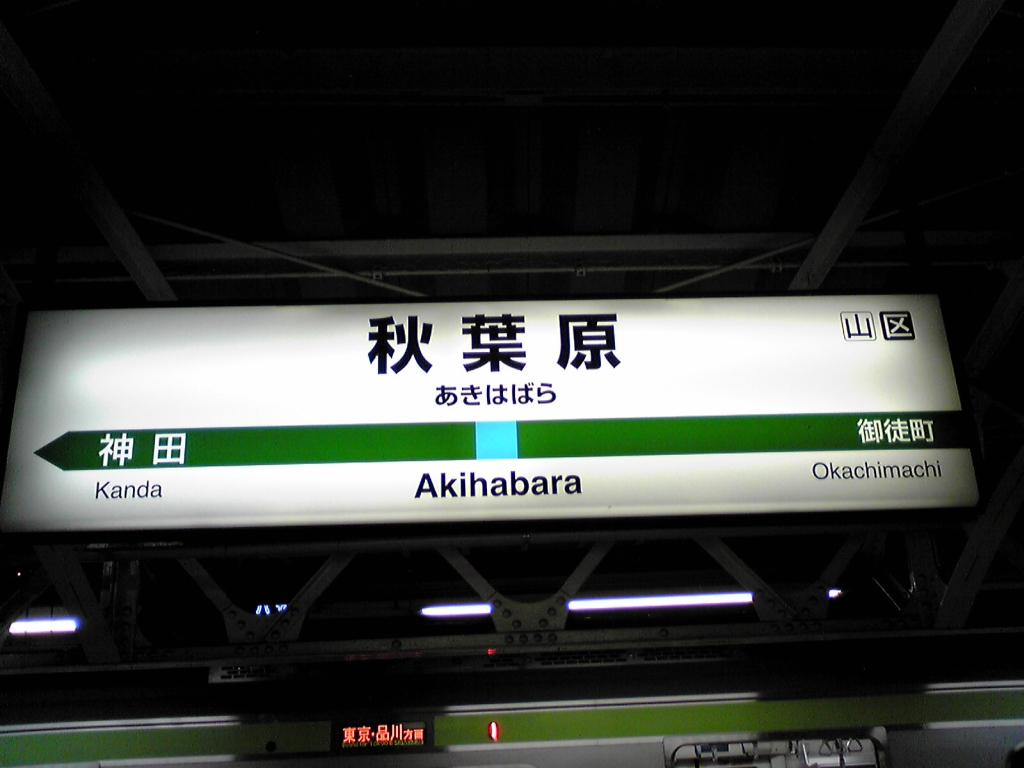 秋葉原
山 区
あきはばら
神田
御徒町
Kanda
Akihabara
Okachimachi
東京・品川方面